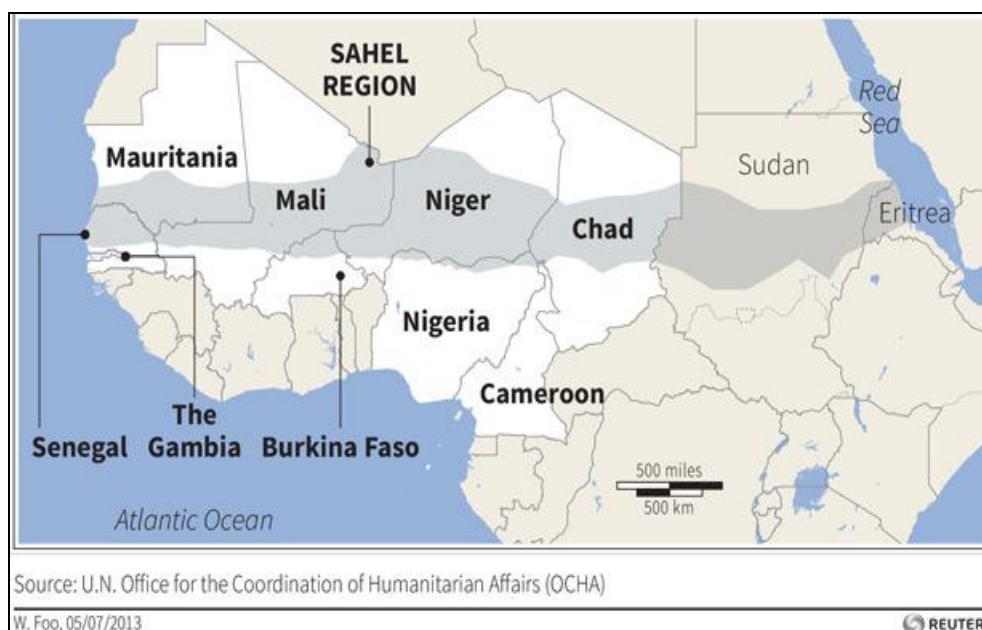 SAHEL
REGION
Red
Sea
Mauritania
Sudan
Mali
Niger
Eritrea
Chad
Nigeria
Cameroon
The
Senegal Gambia Burkina Faso
500 miles
500 km
Atlantic Ocean
Source: U.N. Office for the Coordination of Humanitarian Affairs (OCHA)
W. Foo, 05/07/2013
REUTER